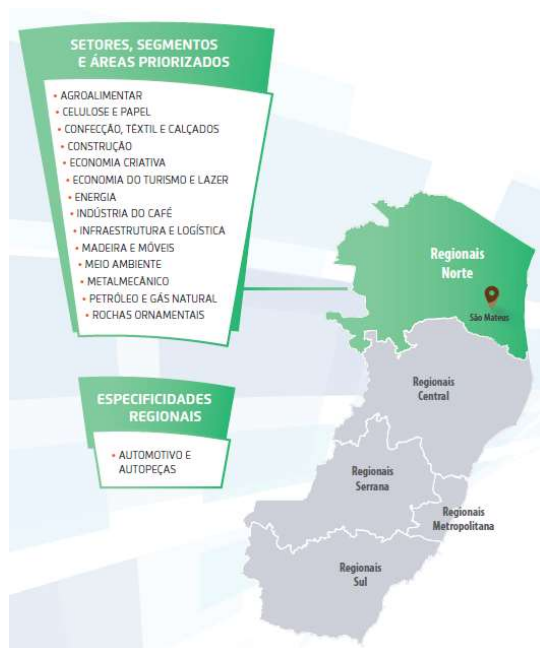 SETORES, SEGMENTOS
E ÁREAS PRIORIZADOS
• AGROALIMENTAR
• CELULOSE E PAPEL
• CONFECÇÃO, TÊXTIL E CALÇADOS
• CONSTRUÇÃO
• ECONOMIA CRIATIVA
• ECONOMIA DO TURISMO E LAZER
• ENERGIA
• INDÚSTRIA DO CAFÉ
• INFRAESTRUTURA E LOGÍSTICA
• MADEIRA E MÓVEIS
• MEIO AMBIENTE
• METALMECÂNICO
• PETRÓLEO E GÁS NATURAL
• ROCHAS ORNAMENTAIS
ESPECIFICIDADES
REGIONAIS
• AUTOMOTIVO E
AUTOPEÇAS
Regionais
Norte
São Mateus
Regionais
Central
Regionais
Serrana
Regionais
Metropolitana
Regionais
Sul